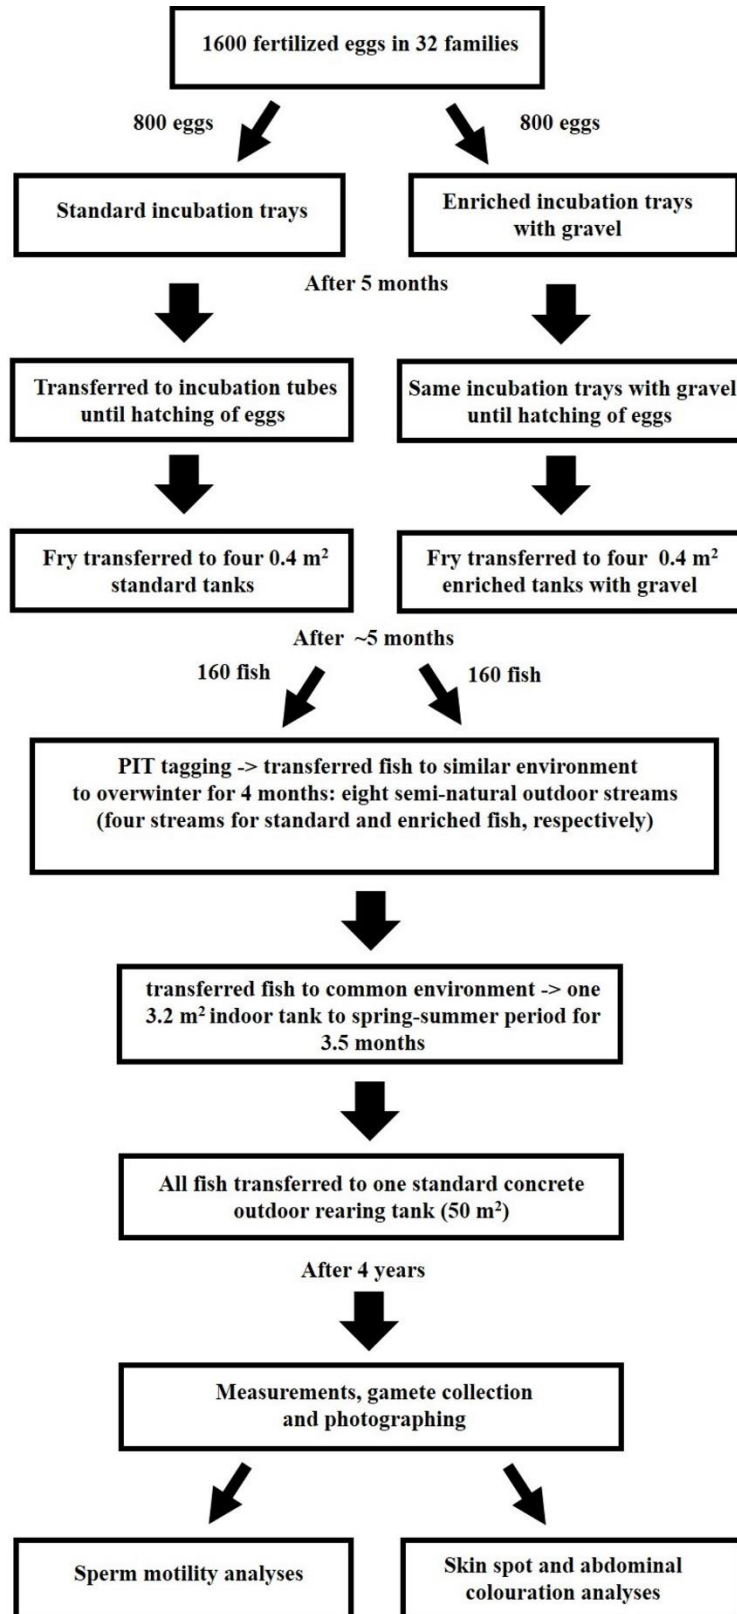 1600 fertilized eggs in 32 families
800 eggs
800 eggs
Standard incubation trays
Enriched incubation trays
with gravel
After 5 months
Transferred to incubation tubes
until hatching of eggs
Same incubation trays with gravel
until hatching of eggs
Fry transferred to four 0.4 m²
standard tanks
Fry transferred to four 0.4 m²
enriched tanks with gravel
After ~5 months
160 fish
160 fish
PIT tagging -> transferred fish to similar environment
to overwinter for 4 months: eight semi-natural outdoor streams
(four streams for standard and enriched fish, respectively)
transferred fish to common environment -> one
3.2 m² indoor tank to spring-summer period for
3.5 months
All fish transferred to one standard concrete
outdoor rearing tank (50 m²)
After 4 years
Measurements, gamete collection
and photographing
Sperm motility analyses
Skin spot and abdominal
colouration analyses